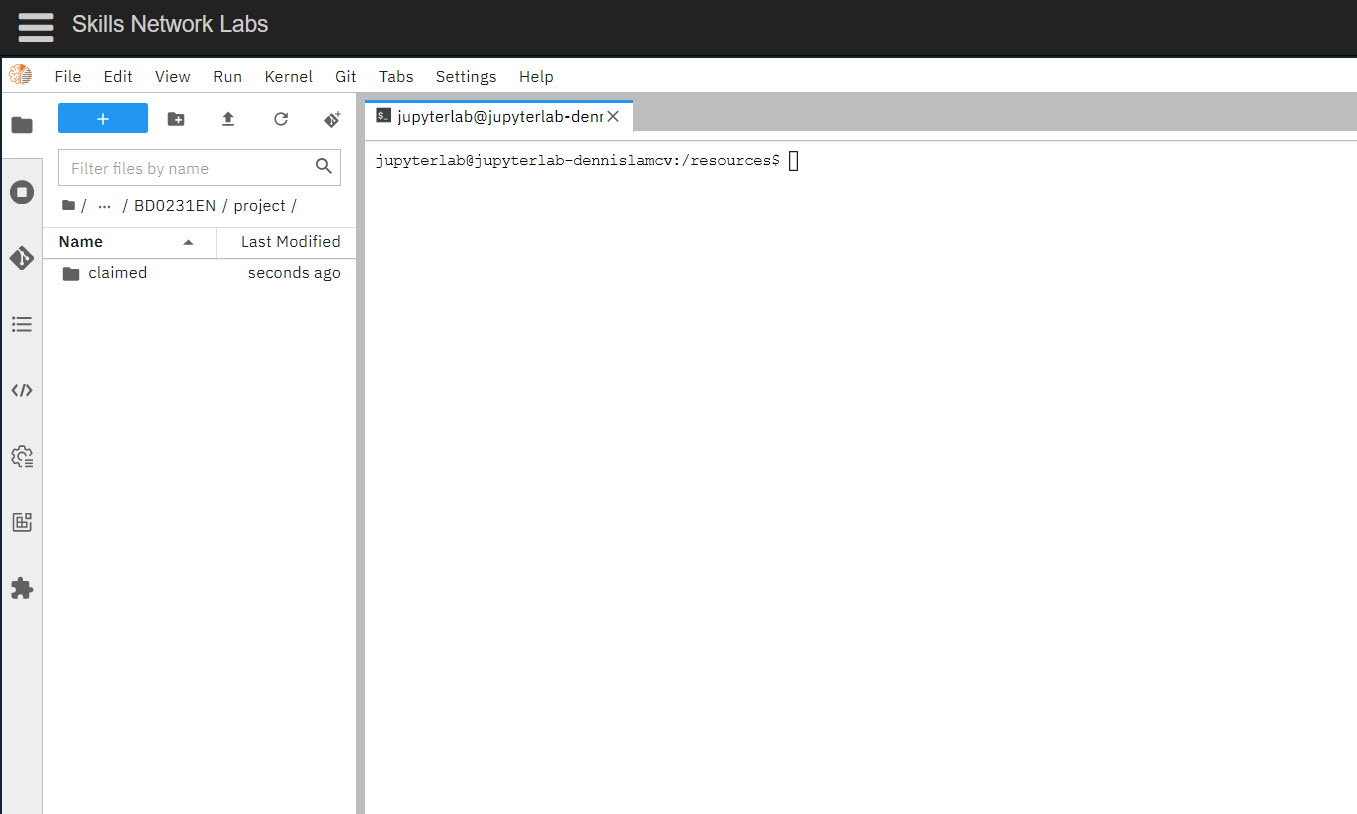 Skills Network Labs
File Edit View Run Kernel Git Tabs Settings Help
+
jupyterlab@jupyterlab-denn
jupyterlab@jupyterlab-dennislamcv:/resources$
Filter files by name
/ ... / BD0231EN / project /
Name Last Modified
claimed seconds ago